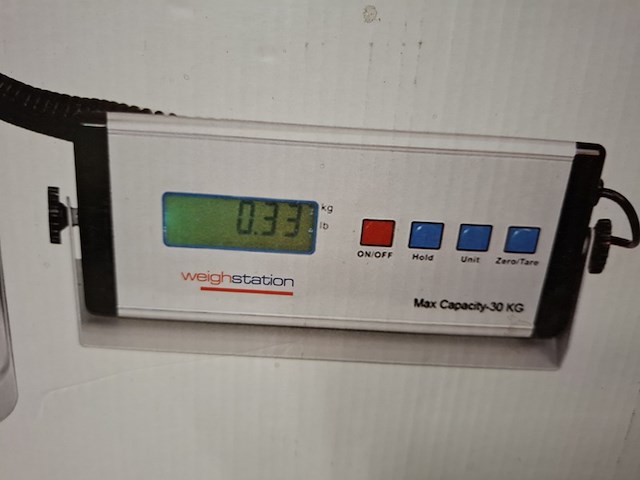 0.33
kg
lb
ON/OFF
Hold
Unit
Zero/Tare
weighstation
Max Capacity-30 KG